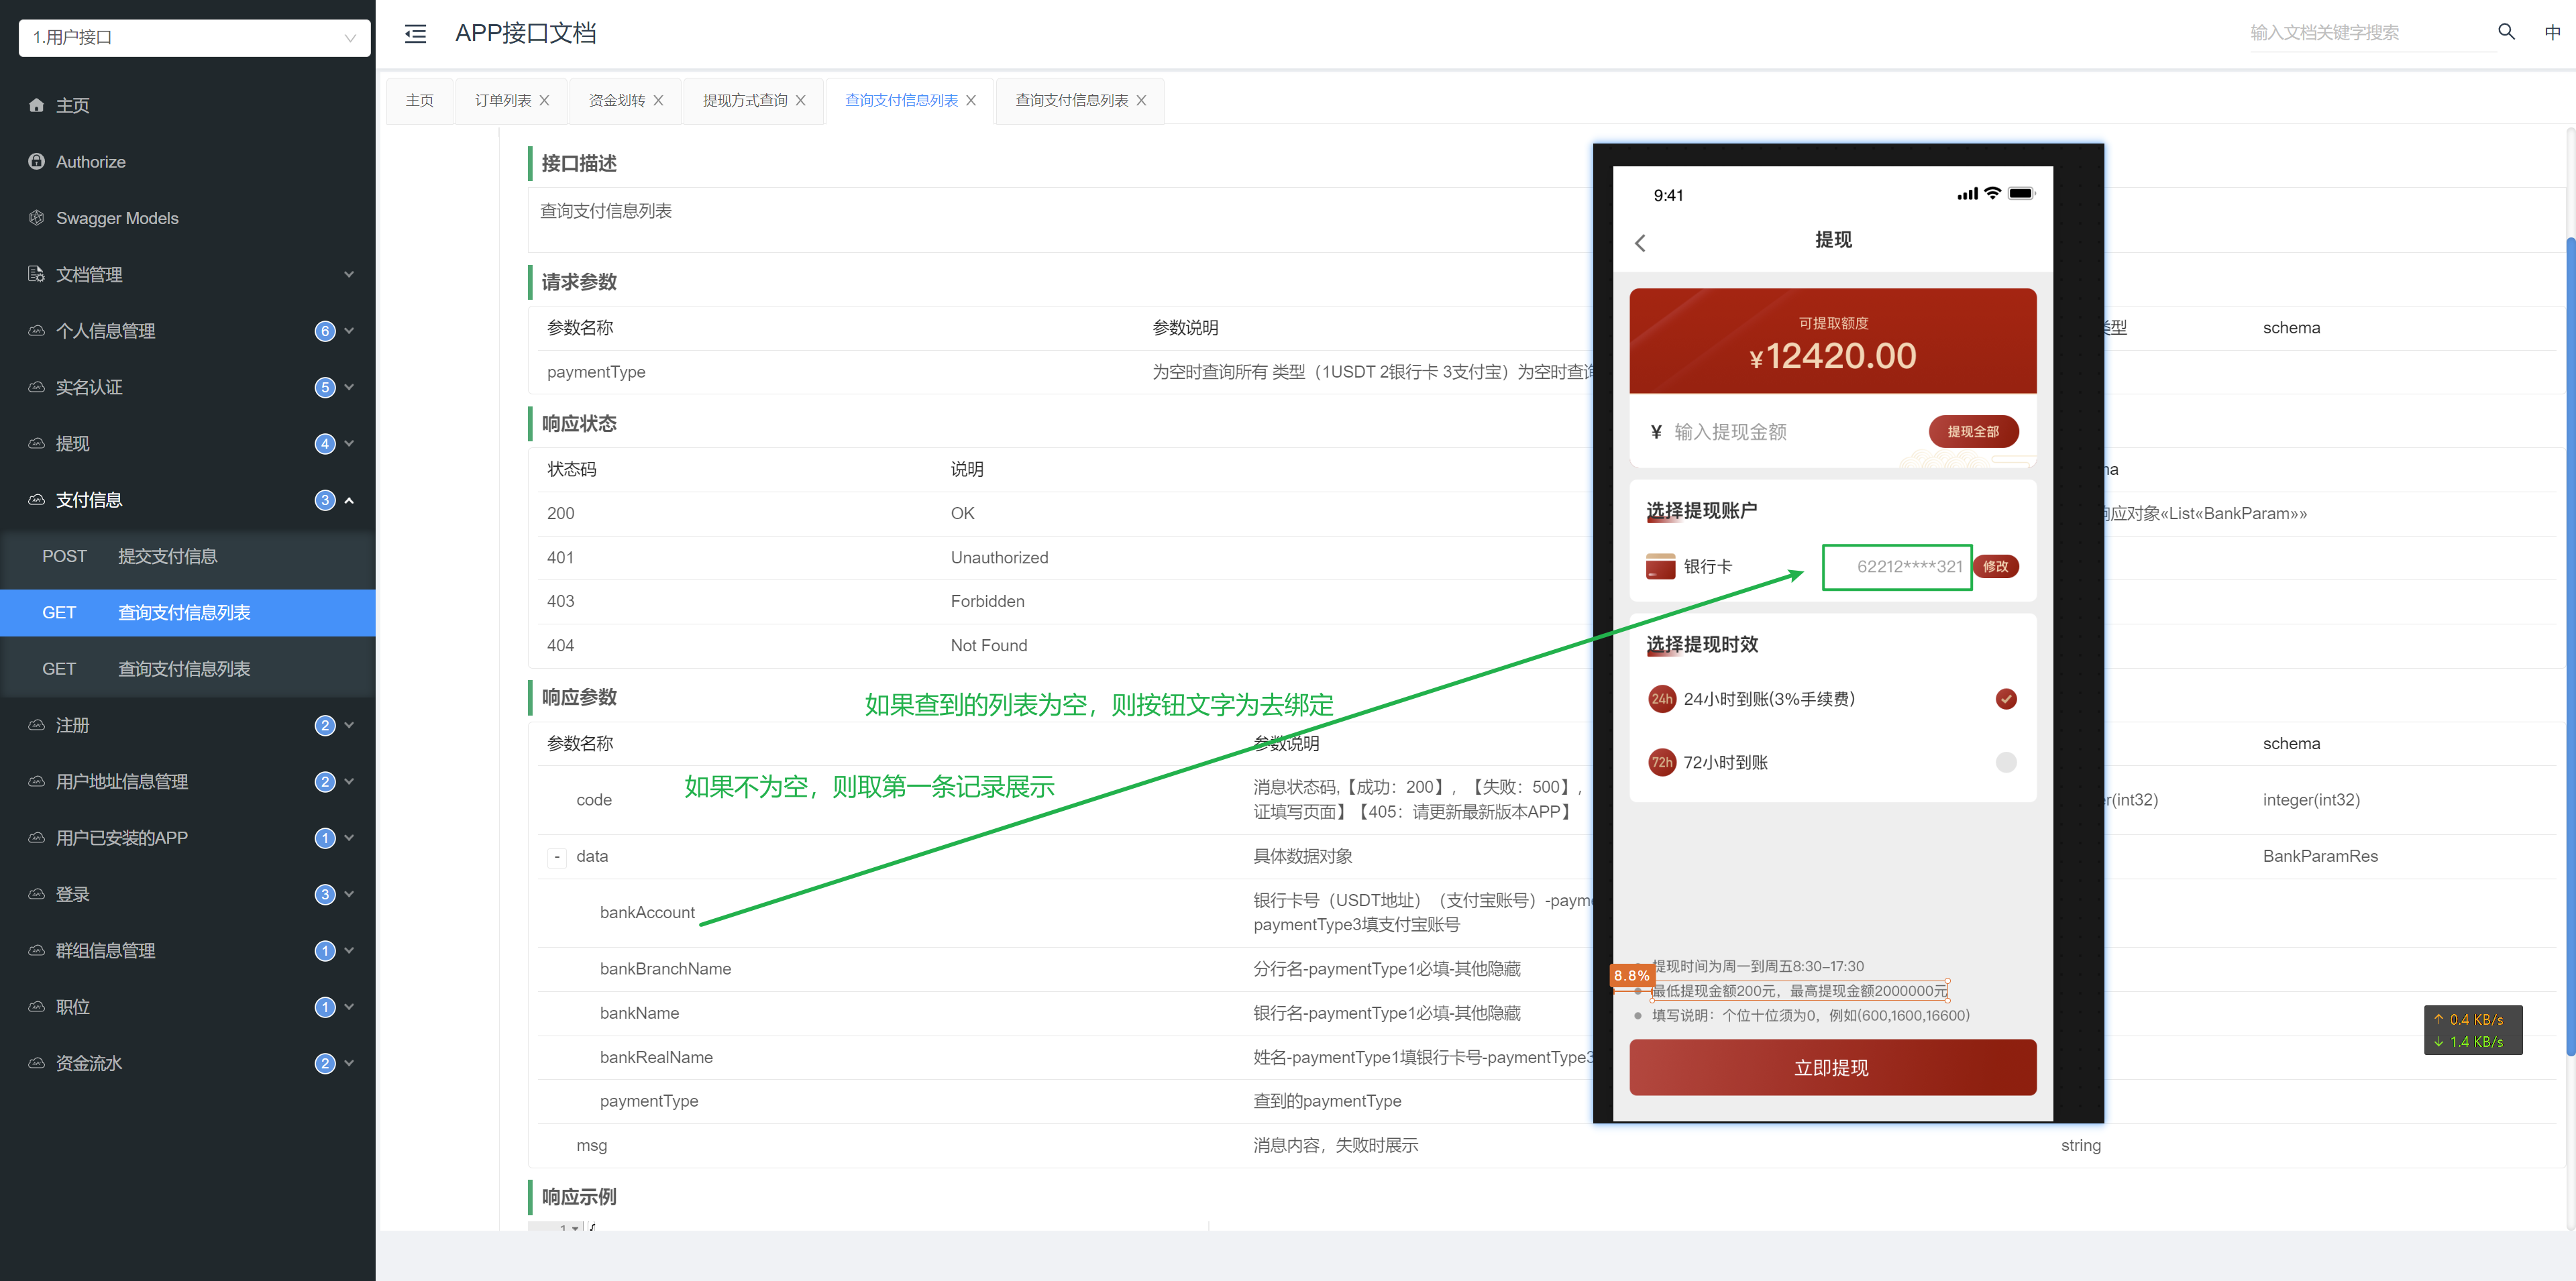 1.用户接口
主页
Authorize
Swagger Models
文档管理
个人信息管理 6
实名认证 5
提现 4
支付信息 3
POST 提交支付信息
GET 查询支付信息列表
GET 查询支付信息列表
注册 2
用户地址信息管理 2
用户已安装的APP 1
登录 3
群组信息管理 1
职位 1
资金流水 2
APP接口文档
输入文档关键字搜索
中
主页 订单列表 资金划转 提现方式查询 查询支付信息列表 查询支付信息列表
接口描述
查询支付信息列表
请求参数
参数名称 参数说明 类型 schema
paymentType 为空时查询所有 类型（1USDT 2银行卡 3支付宝）为空时查询
响应状态
状态码 说明
200 OK 响应对象«List«BankParam»»
401 Unauthorized
403 Forbidden
404 Not Found
响应参数
如果查到的列表为空，则按钮文字为去绑定
参数名称 参数说明 schema
如果不为空，则取第一条记录展示
code 消息状态码,【成功：200】,【失败：500】,
证填写页面】【405：请更新最新版本APP】
r(int32) integer(int32)
- data 具体数据对象 BankParamRes
bankAccount 银行卡号（USDT地址）（支付宝账号）-payme
paymentType3填支付宝账号
bankBranchName 分行名-paymentType1必填-其他隐藏
bankName 银行名-paymentType1必填-其他隐藏
bankRealName 姓名-paymentType1填银行卡号-paymentType3
paymentType 查到的paymentType
msg 消息内容，失败时展示 string
响应示例
1 {
9:41
提现
可提取额度
¥12420.00
¥ 输入提现金额 提现全部
选择提现账户
银行卡 62212****321 修改
选择提现时效
24h 24小时到账(3%手续费)
72h 72小时到账
8.8%
提现时间为周一到周五8:30-17:30
最低提现金额200元，最高提现金额2000000元
填写说明：个位十位须为0，例如(600,1600,16600)
立即提现
↑ 0.4 KB/s
↓ 1.4 KB/s